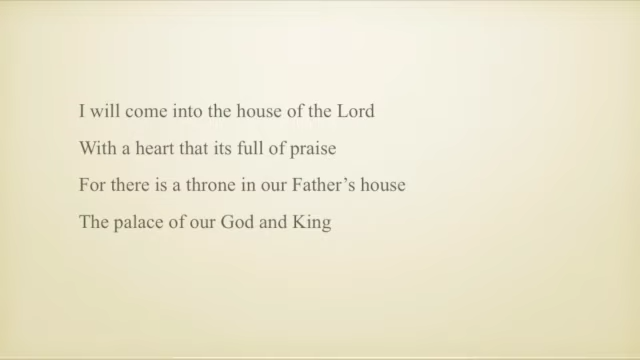 I will come into the house of the Lord
With a heart that its full of praise
For there is a throne in our Father’s house
The palace of our God and King